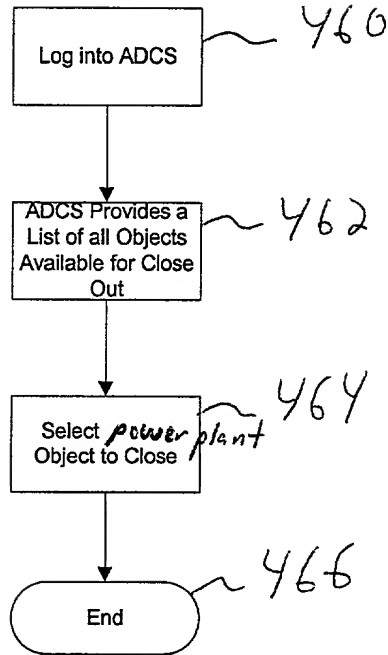 Log into ADCS
460
ADCS Provides a
List of all Objects
Available for Close
Out
462
Select power plant
Object to Close
464
End
466